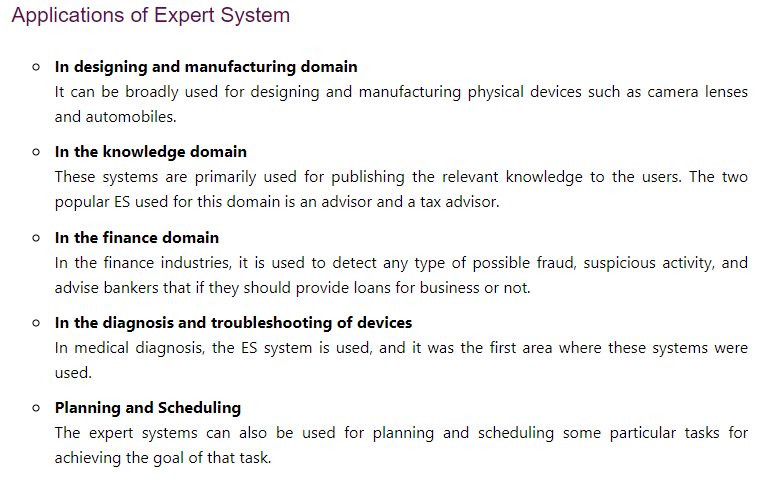 Applications of Expert System
In designing and manufacturing domain
It can be broadly used for designing and manufacturing physical devices such as camera lenses
and automobiles.
In the knowledge domain
These systems are primarily used for publishing the relevant knowledge to the users. The two
popular ES used for this domain is an advisor and a tax advisor.
In the finance domain
In the finance industries, it is used to detect any type of possible fraud, suspicious activity, and
advise bankers that if they should provide loans for business or not.
In the diagnosis and troubleshooting of devices
In medical diagnosis, the ES system is used, and it was the first area where these systems were
used.
Planning and Scheduling
The expert systems can also be used for planning and scheduling some particular tasks for
achieving the goal of that task.